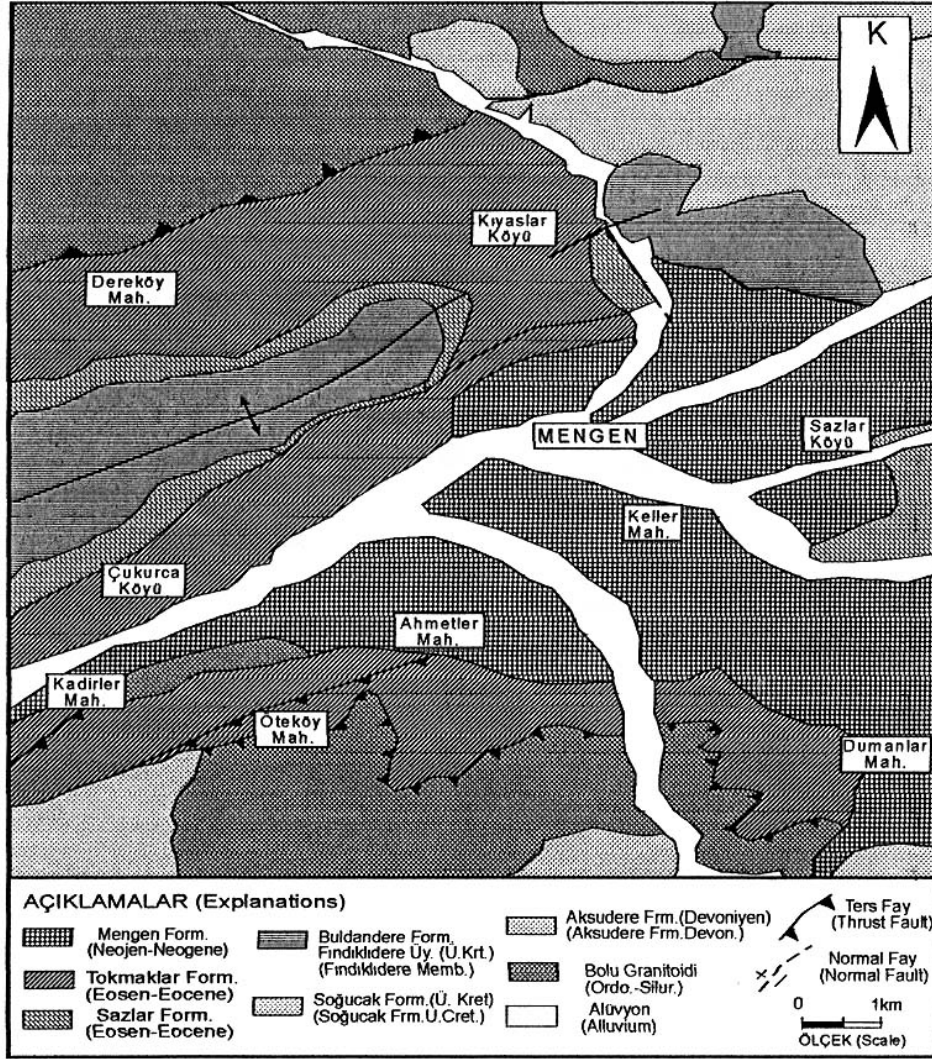 K
Kıyaslar
Köyü
Dereköy
Mah.
MENGEN
Sazlar
Köyü
Keller
Mah.
Çukurca
Köyü
Ahmetler
Mah.
Kadirler
Mah.
Öteköy
Mah.
Dumanlar
Mah.
AÇIKLAMALAR (Explanations)
Mengen Form.
(Neojen-Neogene)
Tokmaklar Form.
(Eosen-Eocene)
Sazlar Form.
(Eosen-Eocene)
Buldandere Form.
Fındıklıdere Üy. (Ü.Krt.)
(Fındıklıdere Memb.)
Soğucak Form.(Ü. Kret)
(Soğucak Frm.U.Cret.)
Aksudere Frm.(Devoniyen)
(Aksudere Frm.Devon.)
Bolu Granitoidi
(Ordo.-Silur.)
Alüvyon
(Alluvium)
Ters Fay
(Thrust Fault)
Normal Fay
(Normal Fault)
0 1km
ÖLÇEK (Scale)